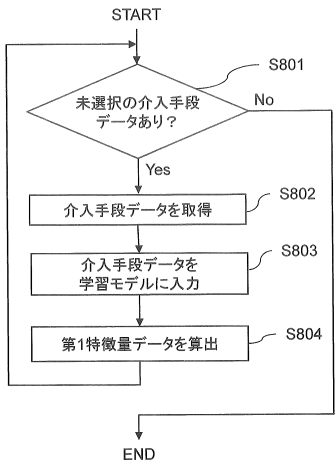 START
S801
未選択の介入手段
データあり？
No
Yes
S802
介入手段データを取得
S803
介入手段データを
学習モデルに入力
S804
第1特徴量データを算出
END